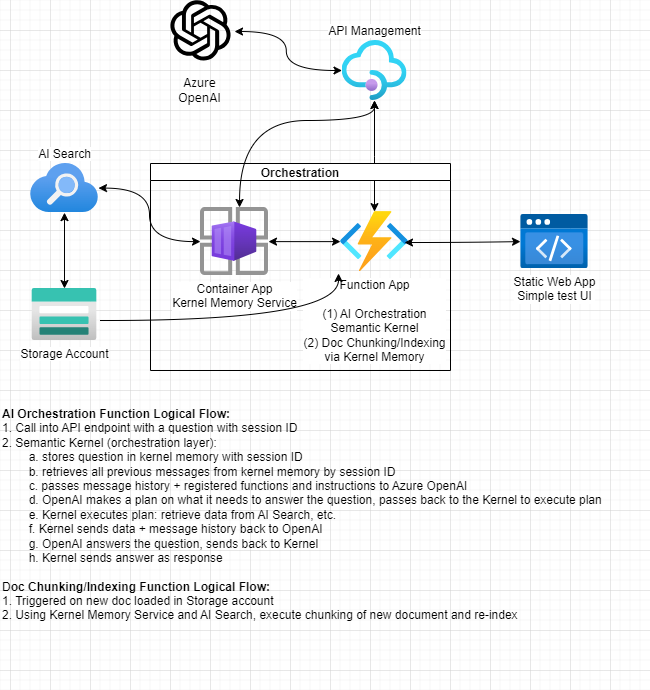 API Management
Azure
OpenAI
AI Search
Orchestration
Container App
Kernel Memory Service
Function App
Static Web App
Simple test UI
(1) AI Orchestration
Semantic Kernel
(2) Doc Chunking/Indexing
via Kernel Memory
Storage Account
AI Orchestration Function Logical Flow:
1. Call into API endpoint with a question with session ID
2. Semantic Kernel (orchestration layer):
a. stores question in kernel memory with session ID
b. retrieves all previous messages from kernel memory by session ID
c. passes message history + registered functions and instructions to Azure OpenAI
d. OpenAI makes a plan on what it needs to answer the question, passes back to the Kernel to execute plan
e. Kernel executes plan: retrieve data from AI Search, etc.
f. Kernel sends data + message history back to OpenAI
g. OpenAI answers the question, sends back to Kernel
h. Kernel sends answer as response
Doc Chunking/Indexing Function Logical Flow:
1. Triggered on new doc loaded in Storage account
2. Using Kernel Memory Service and AI Search, execute chunking of new document and re-index